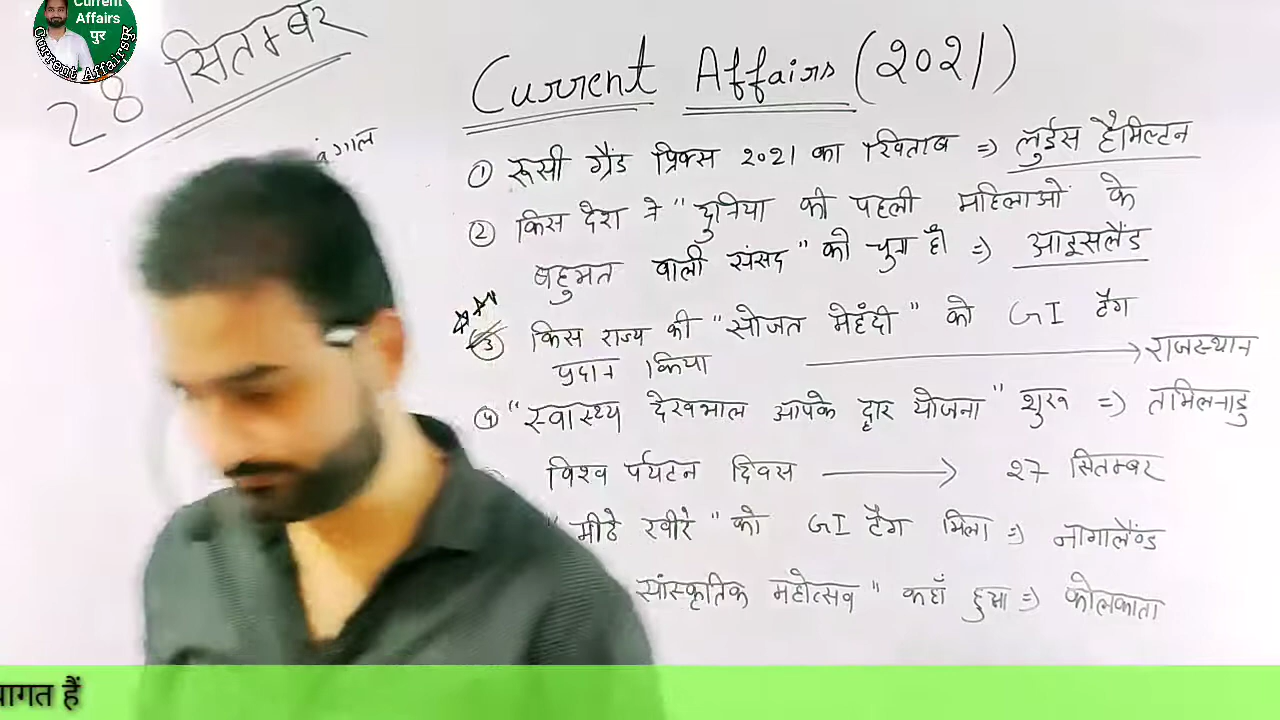 Current Affairs पुर
Current Affairsपुर
28 सितम्बर
Current Affairs (2021)
① रूसी ग्रैंड प्रिक्स 2021 का खिताब ⇒ लुईस हैमिल्टन
② किस देश ने "दुनिया की पहली महिलाओं के
बहुमत वाली संसद" को चुना है ⇒ आइसलैंड
③ किस राज्य की "सोजत मेहंदी" को GI टैग
प्रदान किया → राजस्थान
④ "स्वास्थ्य देखभाल आपके द्वार योजना" शुरू ⇒ तमिलनाडु
विश्व पर्यटन दिवस → 27 सितम्बर
"मीठे खीरे" को GI टैग मिला ⇒ नागालैण्ड
सांस्कृतिक महोत्सव" कहाँ हुआ ⇒ कोलकाता
ागत हैं